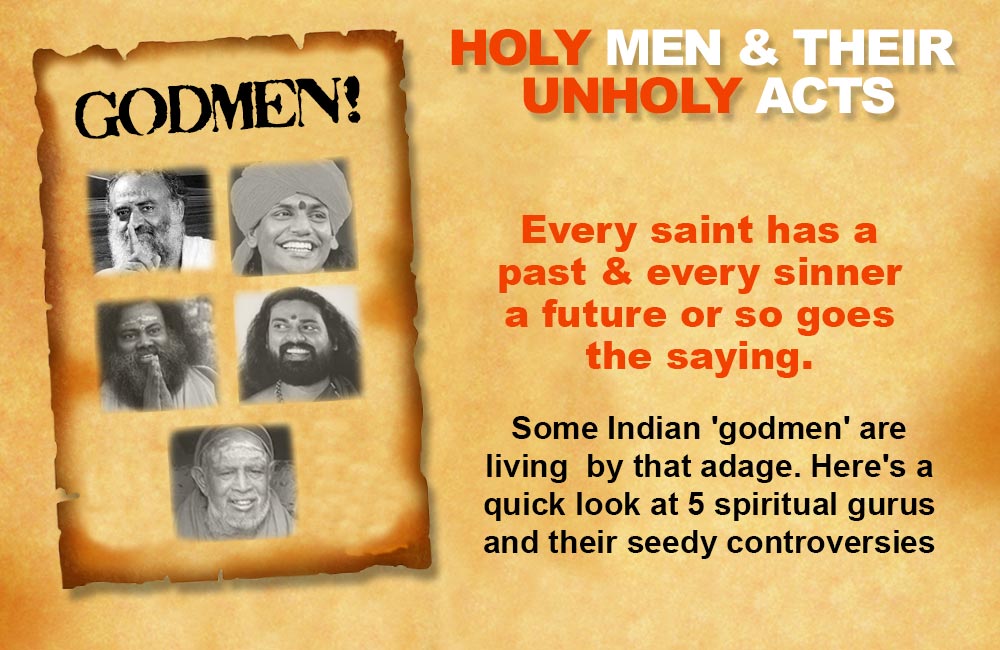 GODMEN!
HOLY MEN & THEIR
UNHOLY ACTS
Every saint has a
past & every sinner
a future or so goes
the saying.
Some Indian 'godmen' are
living  by that adage. Here's a
quick look at 5 spiritual gurus
and their seedy controversies